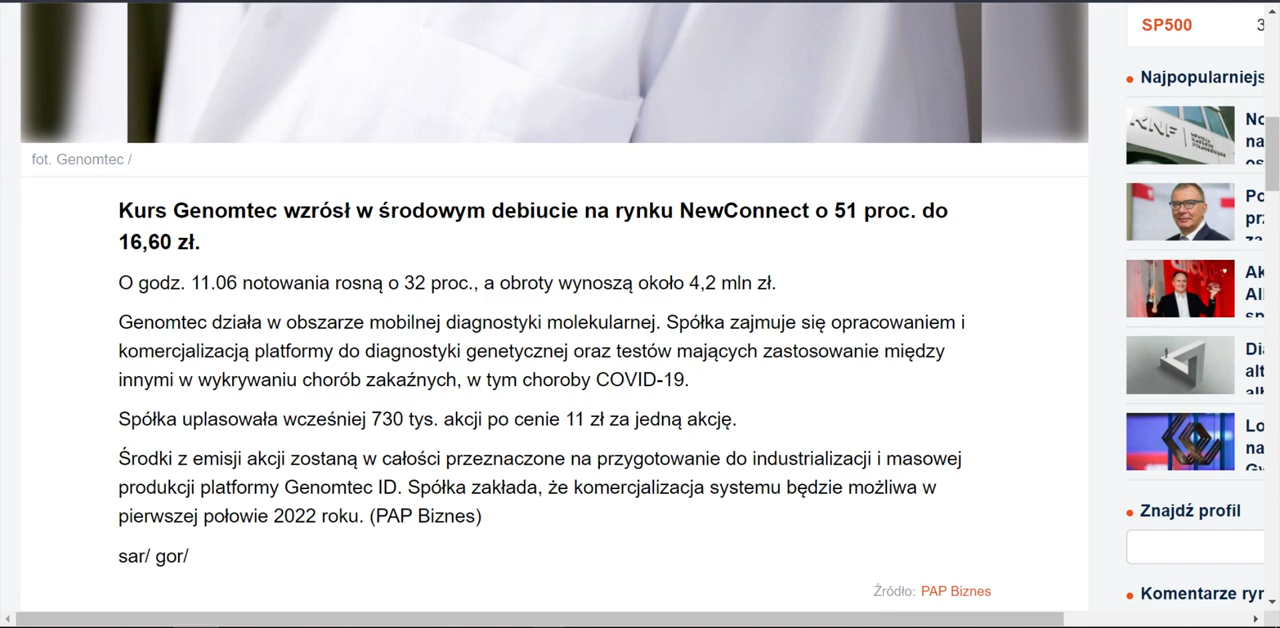 SP500
fot. Genomtec /
Najpopularniejs
Kurs Genomtec wzrósł w środowym debiucie na rynku NewConnect o 51 proc. do
16,60 zł.
O godz. 11.06 notowania rosną o 32 proc., a obroty wynoszą około 4,2 mln zł.
Genomtec działa w obszarze mobilnej diagnostyki molekularnej. Spółka zajmuje się opracowaniem i
komercjalizacją platformy do diagnostyki genetycznej oraz testów mających zastosowanie między
innymi w wykrywaniu chorób zakaźnych, w tym choroby COVID-19.
Spółka uplasowała wcześniej 730 tys. akcji po cenie 11 zł za jedną akcję.
Środki z emisji akcji zostaną w całości przeznaczone na przygotowanie do industrializacji i masowej
produkcji platformy Genomtec ID. Spółka zakłada, że komercjalizacja systemu będzie możliwa w
pierwszej połowie 2022 roku. (PAP Biznes)
sar/ gor/
Źródło: PAP Biznes
Znajdź profil
Komentarze ryn